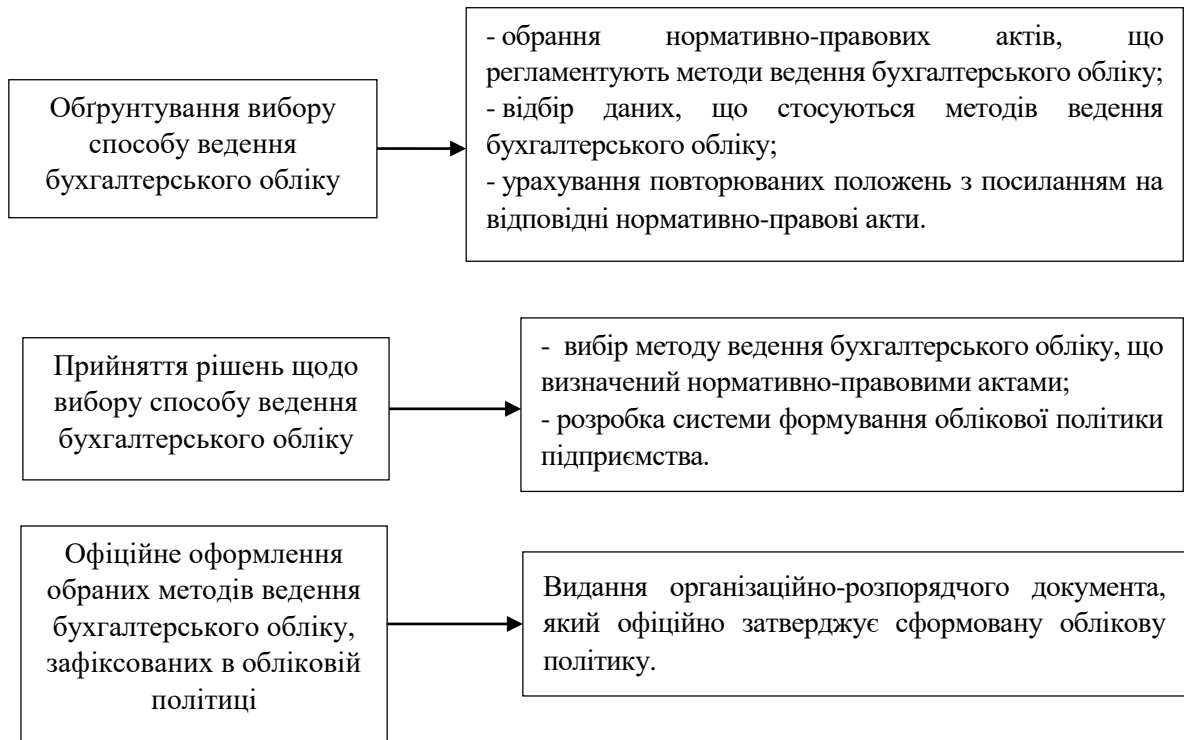 Обґрунтування вибору
способу ведення
бухгалтерського обліку
- обрання нормативно-правових актів, що
регламентують методи ведення бухгалтерського обліку;
- відбір даних, що стосуються методів ведення
бухгалтерського обліку;
- урахування повторюваних положень з посиланням на
відповідні нормативно-правові акти.
Прийняття рішень щодо
вибору способу ведення
бухгалтерського обліку
- вибір методу ведення бухгалтерського обліку, що
визначений нормативно-правовими актами;
- розробка системи формування облікової політики
підприємства.
Офіційне оформлення
обраних методів ведення
бухгалтерського обліку,
зафіксованих в обліковій
політиці
Видання організаційно-розпорядчого документа,
який офіційно затверджує сформовану облікову
політику.